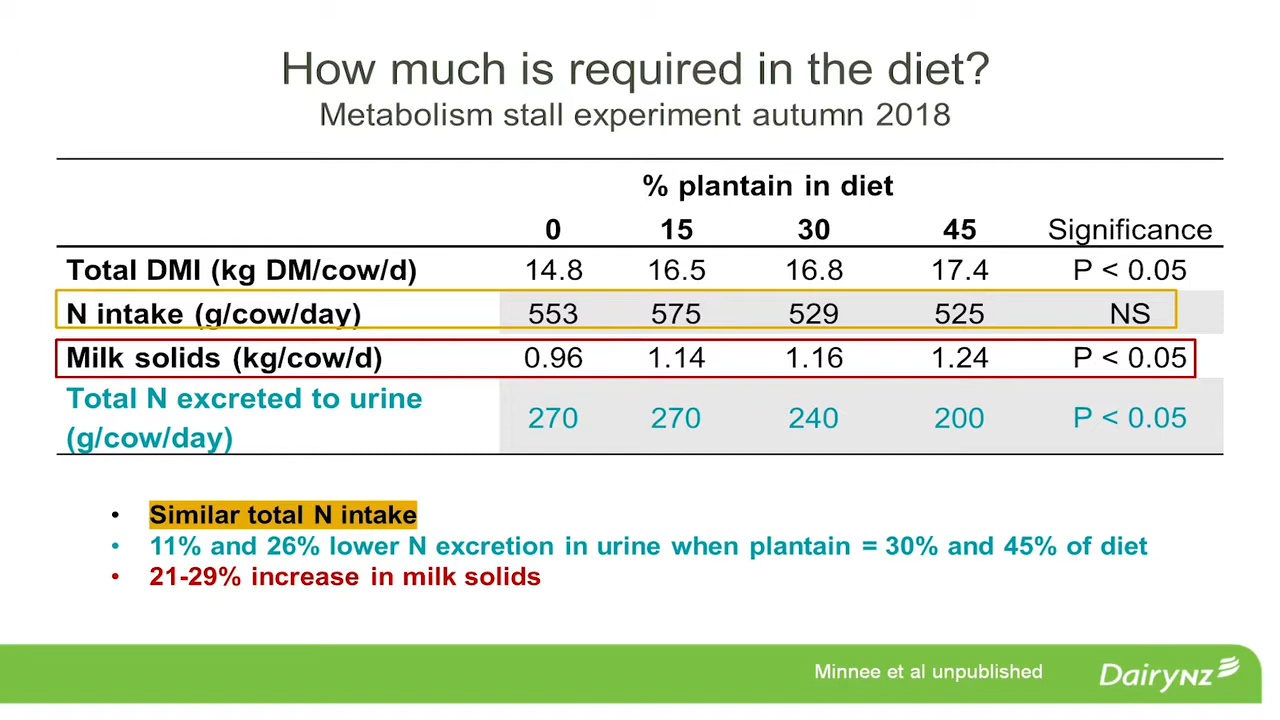 How much is required in the diet?
Metabolism stall experiment autumn 2018
% plantain in diet
0 15 30 45 Significance
Total DMI (kg DM/cow/d) 14.8 16.5 16.8 17.4 P < 0.05
N intake (g/cow/day) 553 575 529 525 NS
Milk solids (kg/cow/d) 0.96 1.14 1.16 1.24 P < 0.05
Total N excreted to urine
(g/cow/day) 270 270 240 200 P < 0.05
• Similar total N intake
• 11% and 26% lower N excretion in urine when plantain = 30% and 45% of diet
• 21-29% increase in milk solids
Minnee et al unpublished
DairyNZ